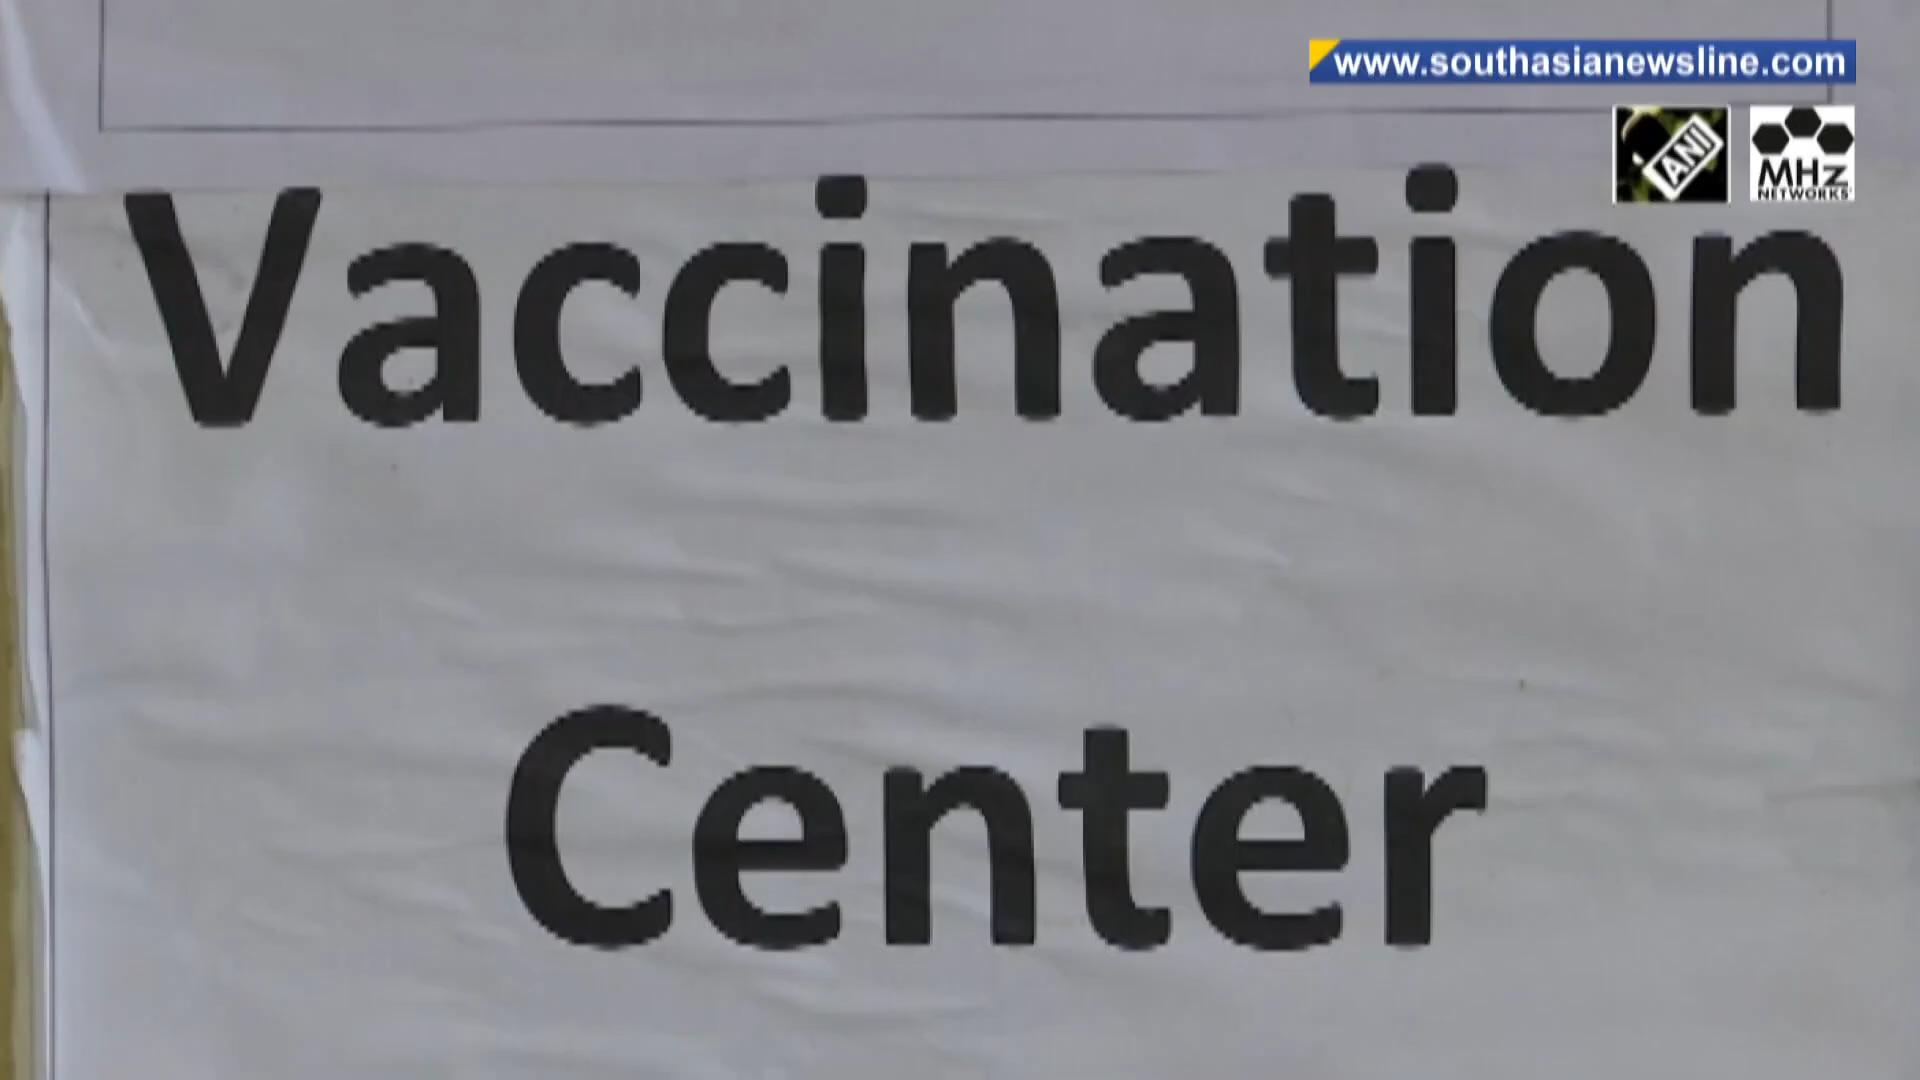 www.southasianewsline.com
ANI
MHz
NETWORKS
Vaccination
Center